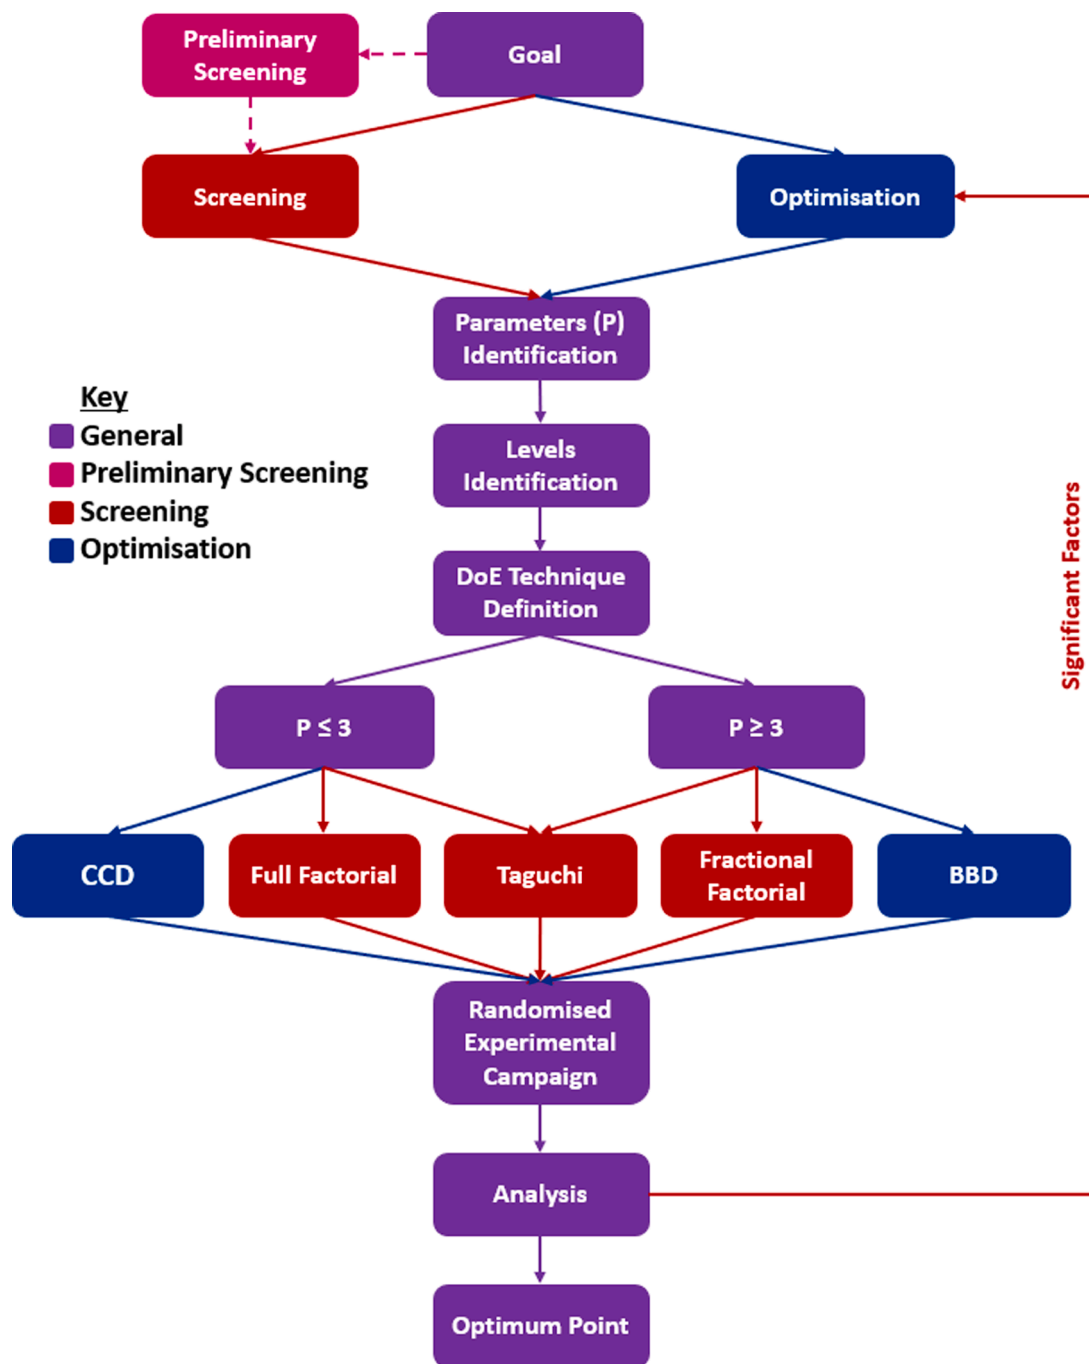 Preliminary
Screening
Goal
Screening
Optimisation
Parameters (P)
Identification
Key
General
Preliminary Screening
Screening
Optimisation
Levels
Identification
Significant Factors
DoE Technique
Definition
P ≤ 3
P ≥ 3
CCD
Full Factorial
Taguchi
Fractional
Factorial
BBD
Randomised
Experimental
Campaign
Analysis
Optimum Point